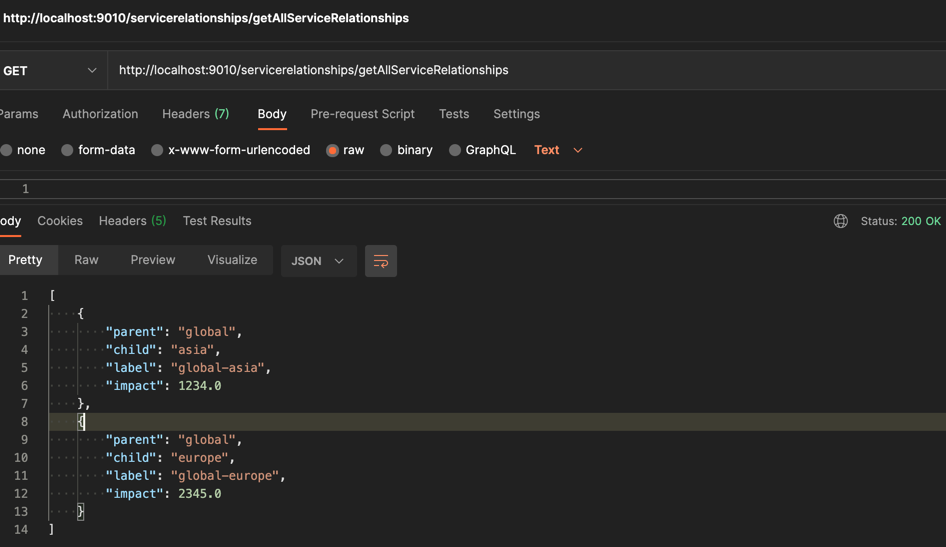 http://localhost:9010/servicerelationships/getAllServiceRelationships
GET http://localhost:9010/servicerelationships/getAllServiceRelationships
Params Authorization Headers (7) Body Pre-request Script Tests Settings
none form-data x-www-form-urlencoded raw binary GraphQL Text
1
ody Cookies Headers (5) Test Results Status: 200 OK
Pretty Raw Preview Visualize JSON
1 [
2 {
3 "parent": "global",
4 "child": "asia",
5 "label": "global-asia",
6 "impact": 1234.0
7 },
8 {
9 "parent": "global",
10 "child": "europe",
11 "label": "global-europe",
12 "impact": 2345.0
13 }
14 ]